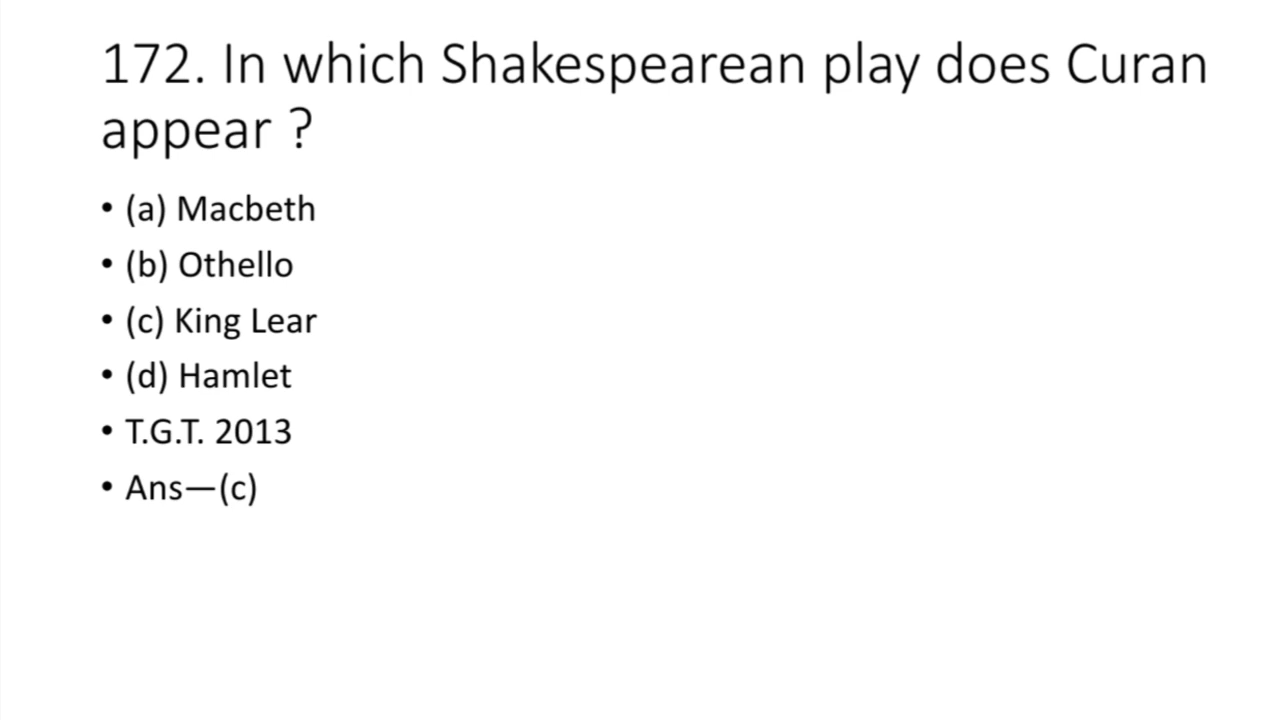 172. In which Shakespearean play does Curan
appear ?
• (a) Macbeth
• (b) Othello
• (c) King Lear
• (d) Hamlet
• T.G.T. 2013
• Ans—(c)